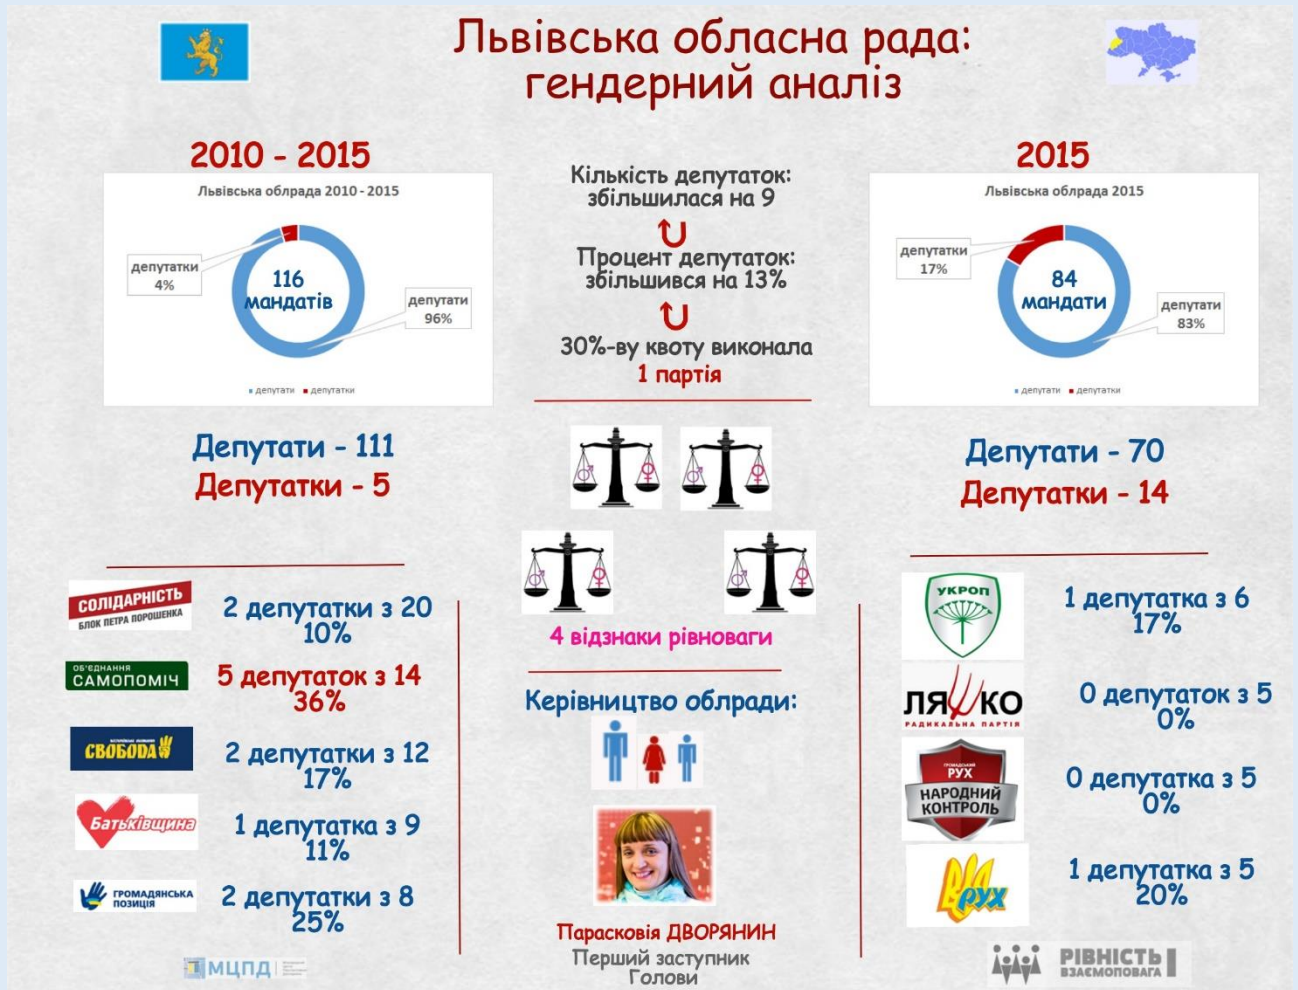 Львівська обласна рада:
гендерний аналіз
2010 - 2015
Львівська облрада 2010 - 2015
депутатки
4%
116
мандатів
депутати
96%
депутати депутатки
Депутати - 111
Депутатки - 5
Кількість депутаток:
збільшилася на 9
Процент депутаток:
збільшився на 13%
30%-ву квоту виконала
1 партія
4 відзнаки рівноваги
2015
Львівська облрада 2015
депутатки
17%
84
мандати
депутати
83%
депутати депутатки
Депутати - 70
Депутатки - 14
СОЛІДАРНІСТЬ
БЛОК ПЕТРА ПОРОШЕНКА
2 депутатки з 20
10%
ОБ'ЄДНАННЯ
САМОПОМІЧ
5 депутаток з 14
36%
СВОБОДА
2 депутатки з 12
17%
Батьківщина
1 депутатка з 9
11%
ГРОМАДЯНСЬКА
ПОЗИЦІЯ
2 депутатки з 8
25%
МЦПД
Керівництво облради:
Парасковія ДВОРЯНИН
Перший заступник
Голови
УКРОП
1 депутатка з 6
17%
ЛЯШКО
РАДИКАЛЬНА ПАРТІЯ
0 депутаток з 5
0%
ГРОМАДСЬКИЙ
РУХ
НАРОДНИЙ
КОНТРОЛЬ
0 депутатка з 5
0%
РУХ
1 депутатка з 5
20%
РІВНІСТЬ
ВЗАЄМОПОВАГА